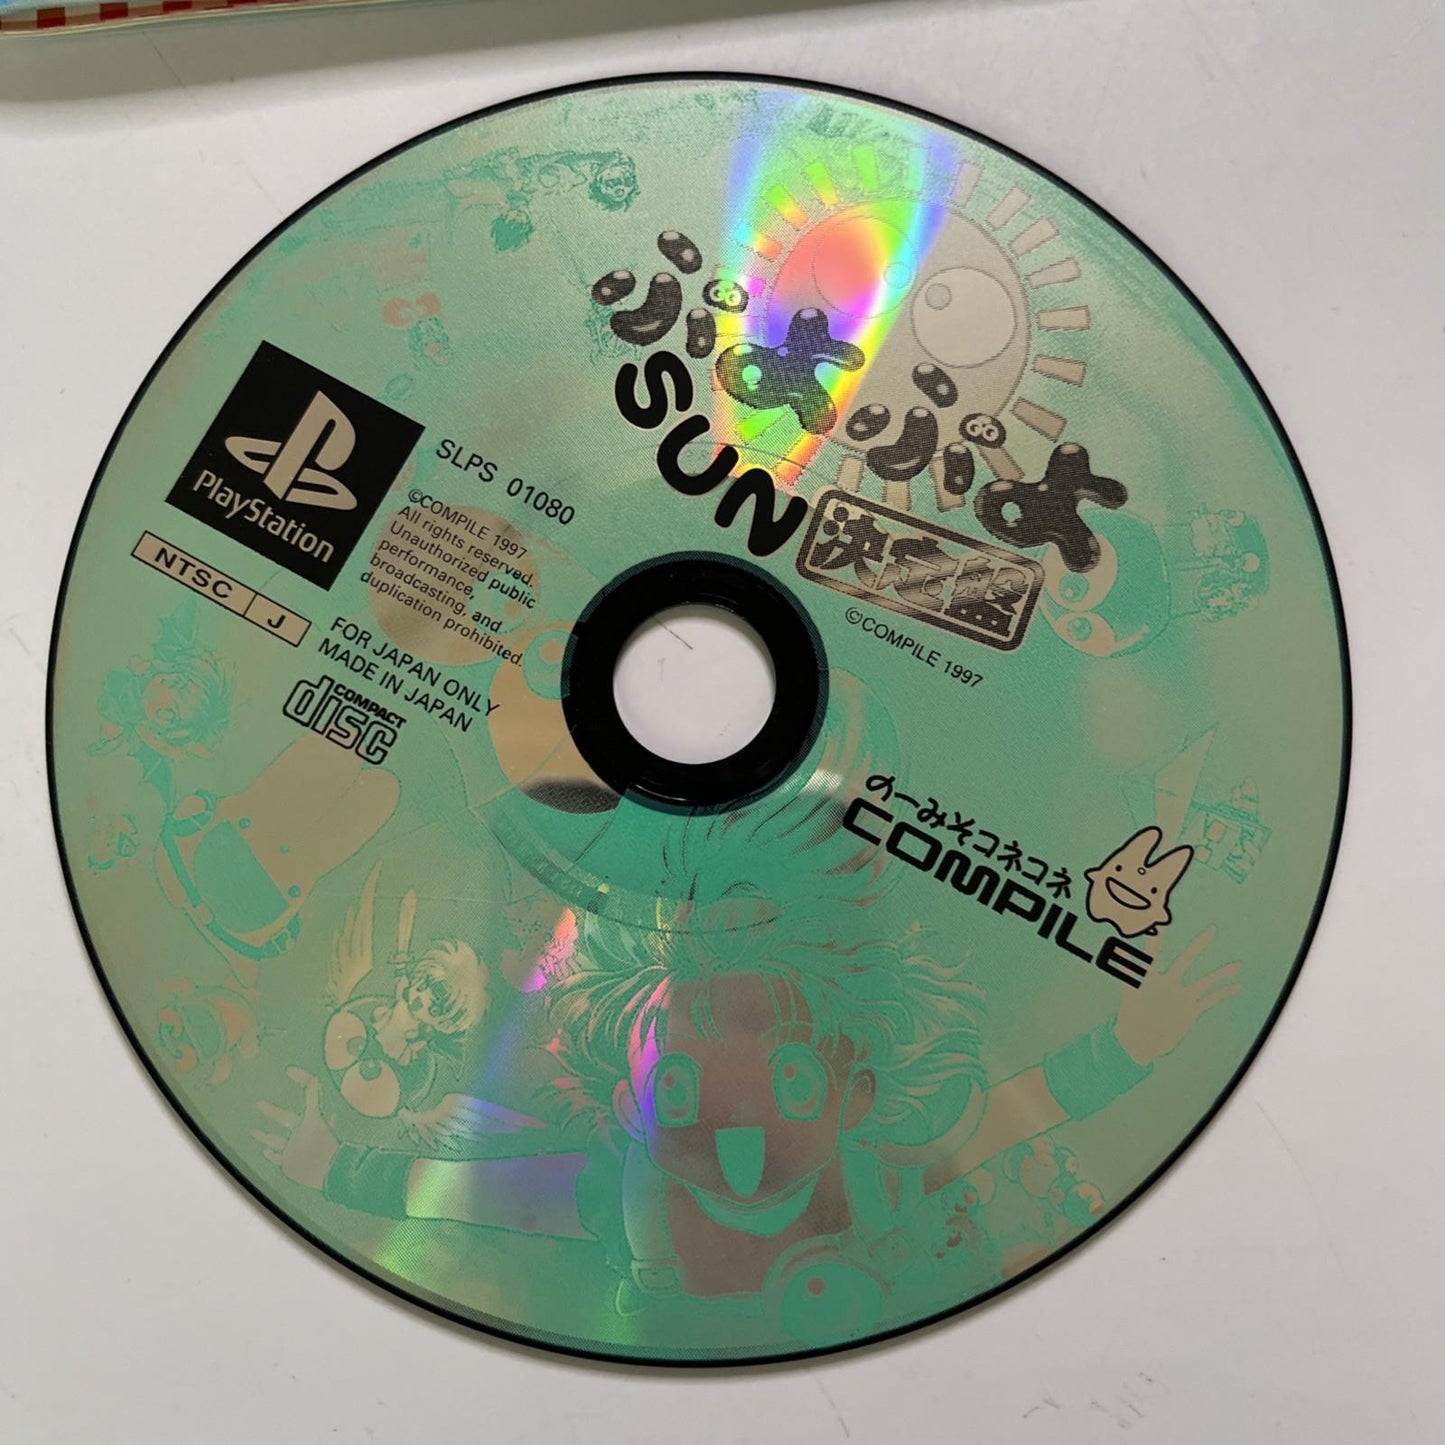 ぷよぷよ
SUN
決定盤
©COMPILE 1997
PlayStation
NTSC J
SLPS 01080
©COMPILE 1997
All rights reserved.
Unauthorized public
performance,
broadcasting, and
duplication prohibited.
FOR JAPAN ONLY
MADE IN JAPAN
COMPACT
disc
のーみそコネコネ
COMPILE